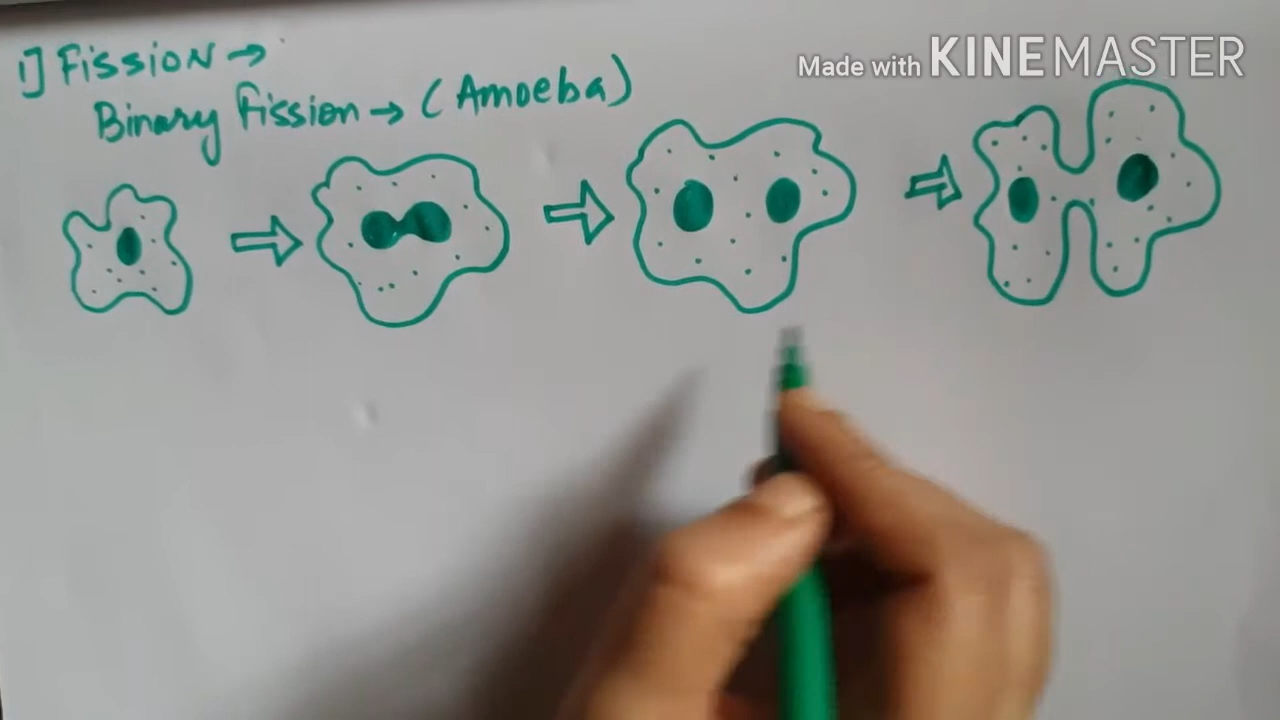 1] Fission →
Binary Fission → (Amoeba)
Made with KINEMASTER